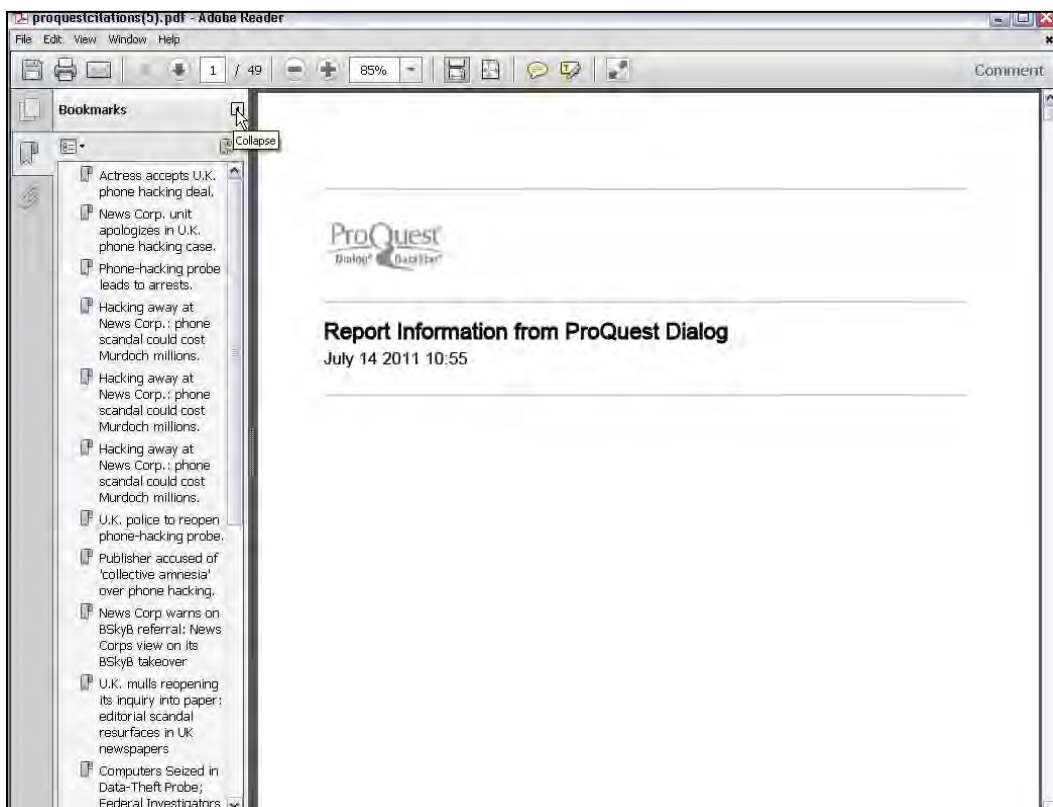 proquestcitations(5).pdf - Adobe Reader
File Edit View Window Help
1 / 49 85% Comment
Bookmarks
Collapse
Actress accepts U.K.
phone hacking deal.
News Corp. unit
apologizes in U.K.
phone hacking case.
Phone-hacking probe
leads to arrests.
Hacking away at
News Corp.: phone
scandal could cost
Murdoch millions.
Hacking away at
News Corp.: phone
scandal could cost
Murdoch millions.
Hacking away at
News Corp.: phone
scandal could cost
Murdoch millions.
U.K. police to reopen
phone-hacking probe.
Publisher accused of
'collective amnesia'
over phone hacking.
News Corp warns on
BSkyB referral: News
Corps view on its
BSkyB takeover
U.K. mulls reopening
its inquiry into paper:
editorial scandal
resurfaces in UK
newspapers
Computers Seized in
Data-Theft Probe;
Federal Investigators
ProQuest
Dialog DataStar
Report Information from ProQuest Dialog
July 14 2011 10:55